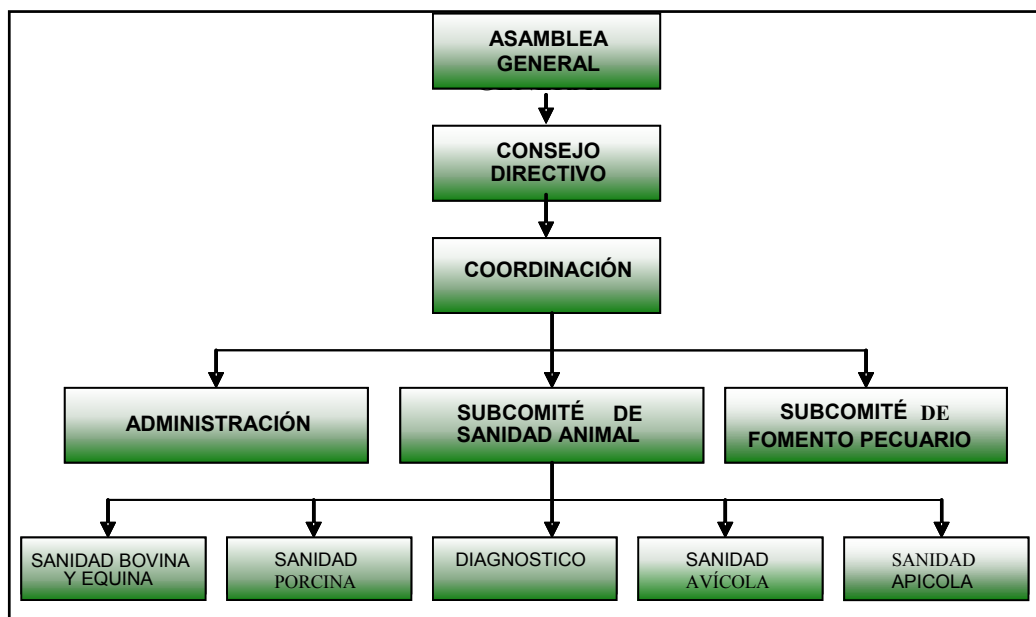 ASAMBLEA
GENERAL
CONSEJO
DIRECTIVO
COORDINACIÓN
ADMINISTRACIÓN
SUBCOMITÉ DE
SANIDAD ANIMAL
SUBCOMITÉ DE
FOMENTO PECUARIO
SANIDAD BOVINA
Y EQUINA
SANIDAD
PORCINA
DIAGNOSTICO
SANIDAD
AVÍCOLA
SANIDAD
APICOLA